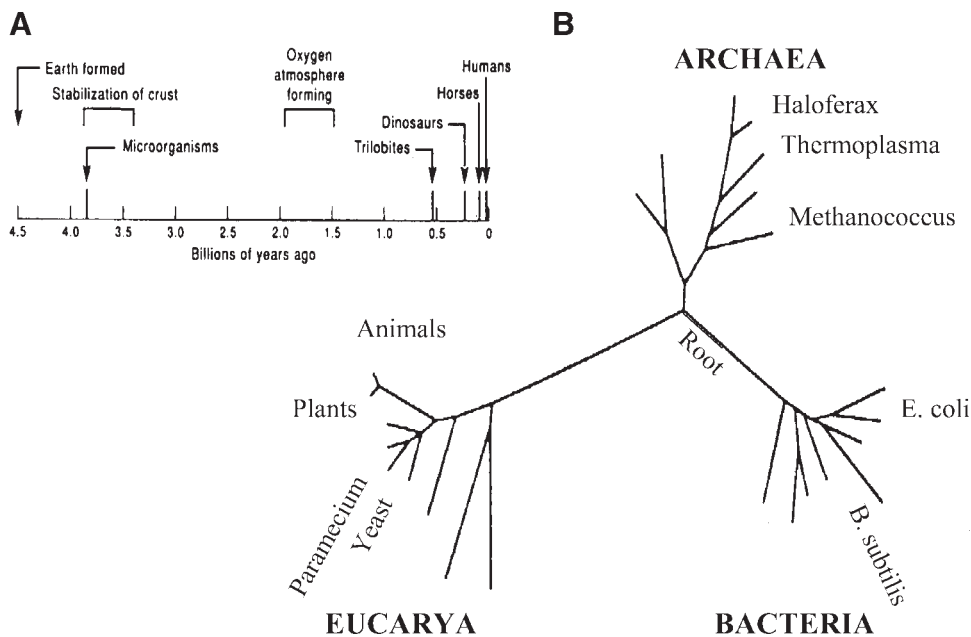 A
Earth formed
Stabilization of crust
Microorganisms
Oxygen
atmosphere
forming
Trilobites
Dinosaurs
Horses
Humans
4.5 4.0 3.5 3.0 2.5 2.0 1.5 1.0 0.5 0
Billions of years ago
B
ARCHAEA
Haloferax
Thermoplasma
Methanococcus
Root
Animals
Plants
Paramecium
Yeast
EUCARYA
E. coli
B. subtilis
BACTERIA